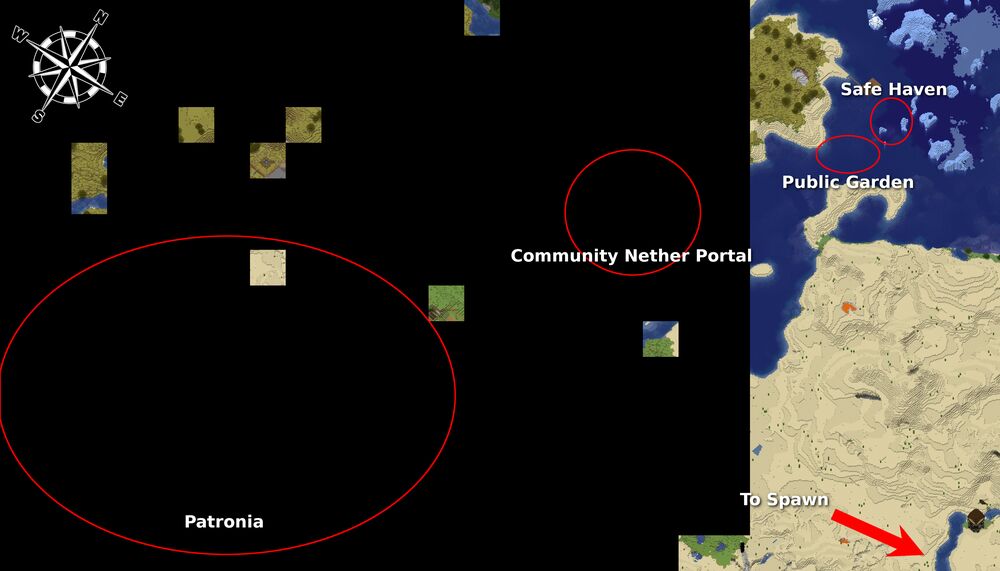 N
W
E
S
Safe Haven
Public Garden
Community Nether Portal
To Spawn
Patronia